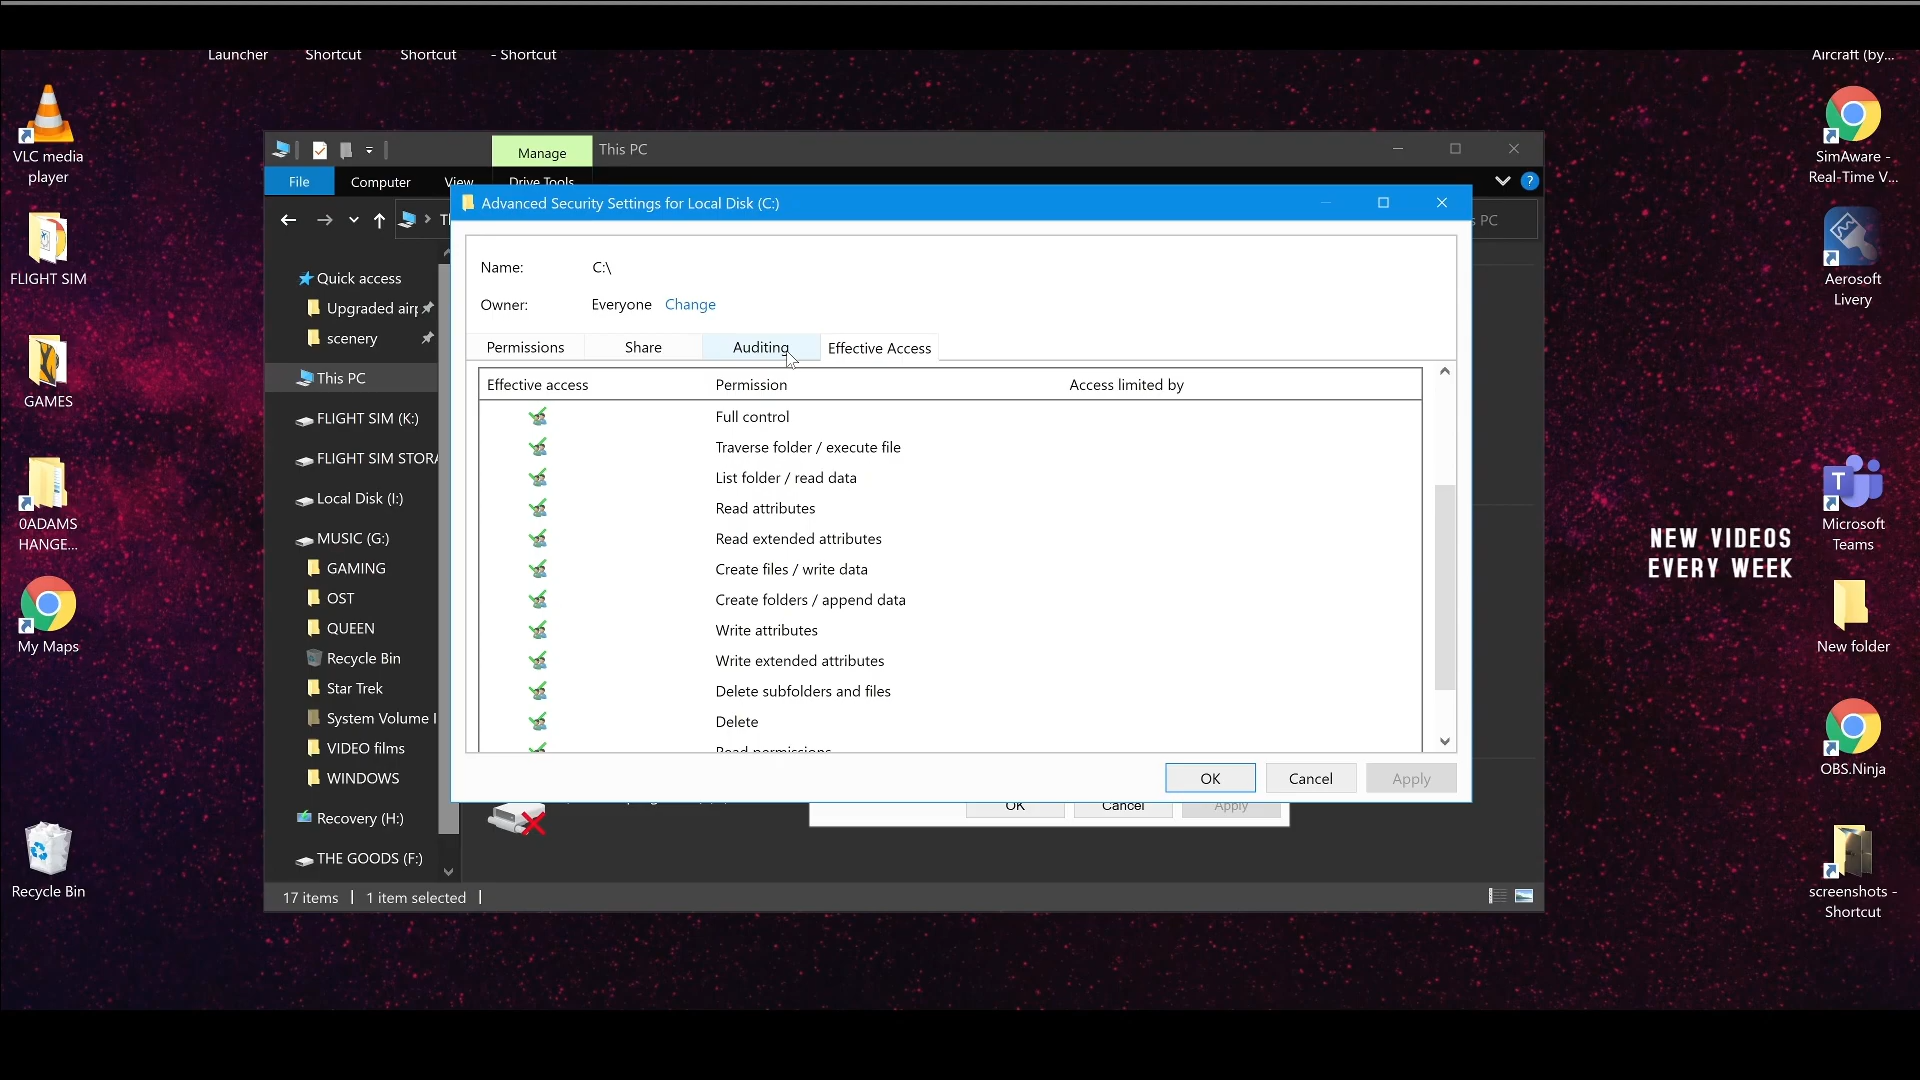 Launcher
Shortcut
Shortcut
- Shortcut
Aircraft (by...
VLC media
player
FLIGHT SIM
GAMES
0ADAMS
HANGE...
My Maps
Recycle Bin
Manage
This PC
File
Computer
View
Drive Tools
?
PC
Quick access
scenery
This PC
FLIGHT SIM (K:)
Local Disk (I:)
MUSIC (G:)
GAMING
OST
QUEEN
Recycle Bin
Star Trek
System Volume I
VIDEO films
WINDOWS
Recovery (H:)
THE GOODS (F:)
17 items
1 item selected
Advanced Security Settings for Local Disk (C:)
Name:
C:\
Owner:
Everyone
Change
Permissions
Share
Auditing
Effective Access
Effective access
Permission
Access limited by
Full control
Traverse folder / execute file
List folder / read data
Read attributes
Read extended attributes
Create files / write data
Create folders / append data
Write attributes
Write extended attributes
Delete subfolders and files
Delete
Read permissions
OK
Cancel
Apply
OK
Cancel
Apply
SimAware -
Real-Time V...
Aerosoft
Livery
NEW VIDEOS
EVERY WEEK
T
Microsoft
Teams
New folder
OBS.Ninja
screenshots -
Shortcut